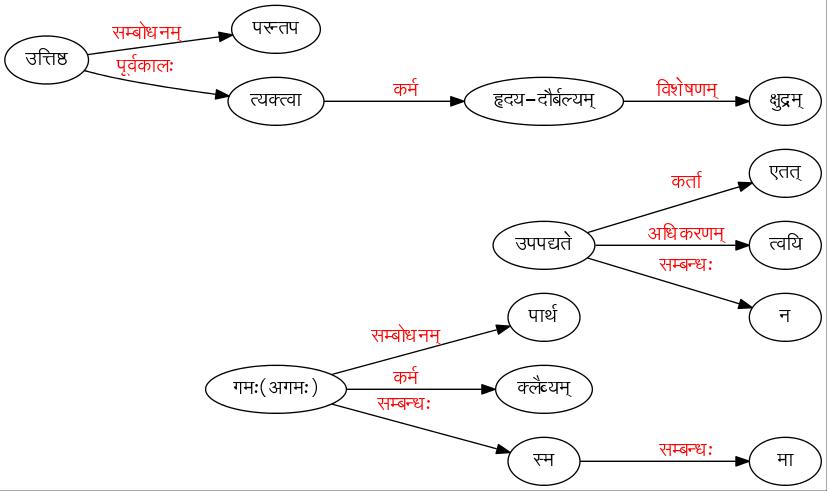 सम्बोधनम्
परन्तप
उत्तिष्ठ
पूर्वकालः
त्यक्त्वा
कर्म
हृदय-दौर्बल्यम्
विशेषणम्
क्षुद्रम्
एतत्
कर्ता
उपपद्यते
अधिकरणम्
त्वयि
सम्बन्धः
न
पार्थ
सम्बोधनम्
गमः(अगमः)
कर्म
क्लैब्यम्
सम्बन्धः
स्म
सम्बन्धः
मा